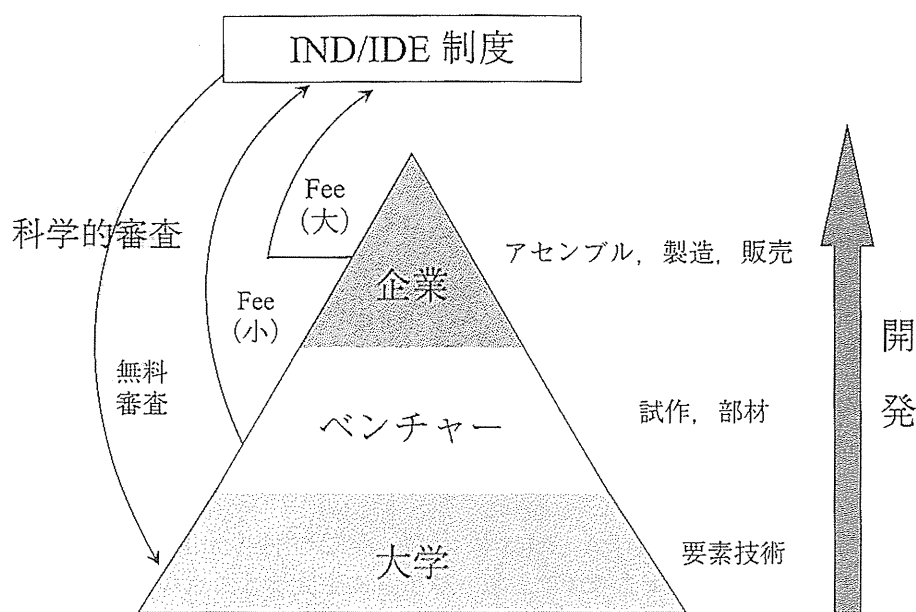 IND/IDE 制度
Fee
(大)
科学的審査
企業
アセンブル, 製造, 販売
Fee
(小)
開
発
無料
審査
ベンチャー
試作, 部材
大学
要素技術